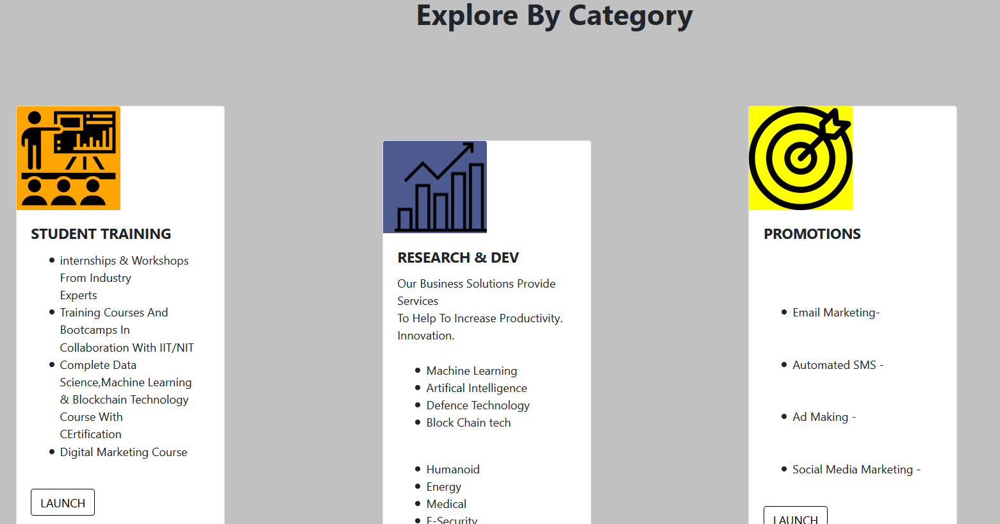 Explore By Category
STUDENT TRAINING
internships & Workshops
From Industry
Experts
Training Courses And
Bootcamps In
Collaboration With IIT/NIT
Complete Data
Science,Machine Learning
& Blockchain Technology
Course With
CErtification
Digital Marketing Course
LAUNCH
RESEARCH & DEV
Our Business Solutions Provide
Services
To Help To Increase Productivity.
Innovation.
Machine Learning
Artifical Intelligence
Defence Technology
Block Chain tech
Humanoid
Energy
Medical
E-Security
PROMOTIONS
Email Marketing-
Automated SMS -
Ad Making -
Social Media Marketing -
LAUNCH